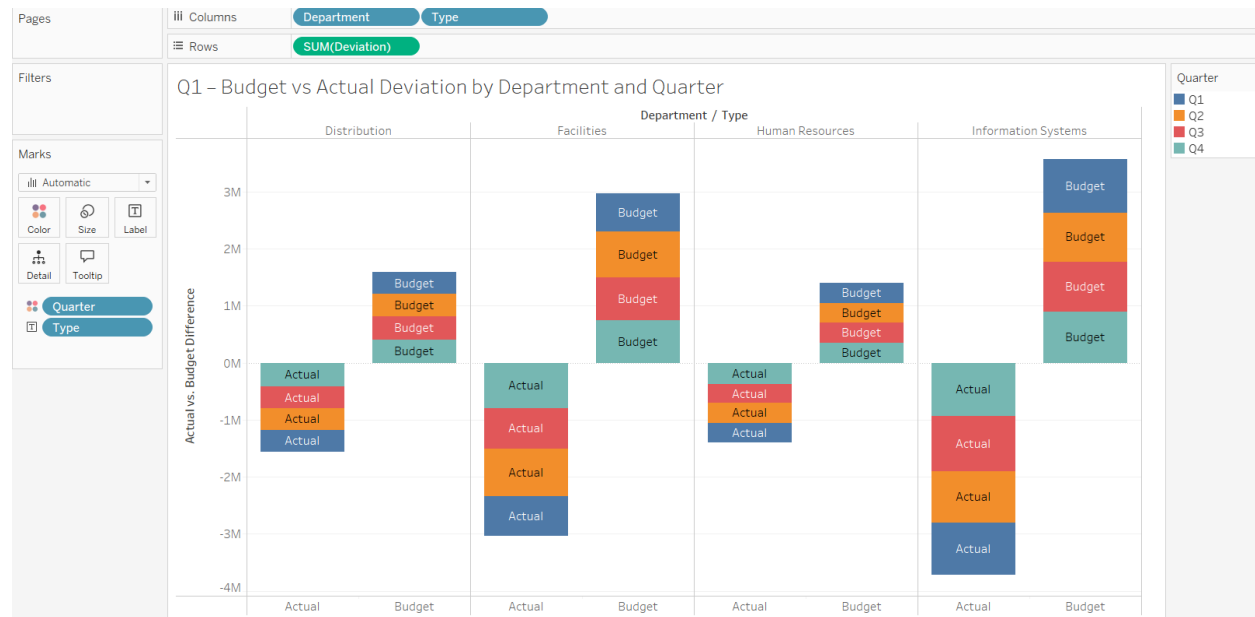 Pages
Columns
Department
Type
Rows
SUM(Deviation)
Filters
Marks
Automatic
Color
Size
Label
Detail
Tooltip
Quarter
Type
Q1 – Budget vs Actual Deviation by Department and Quarter
Department / Type
Distribution
Facilities
Human Resources
Information Systems
Actual vs. Budget Difference
3M
2M
1M
0M
-1M
-2M
-3M
-4M
Actual
Actual
Actual
Actual
Budget
Budget
Budget
Budget
Actual
Actual
Actual
Actual
Budget
Budget
Budget
Budget
Actual
Actual
Actual
Actual
Budget
Budget
Budget
Budget
Actual
Actual
Actual
Actual
Budget
Budget
Budget
Budget
Actual
Budget
Actual
Budget
Actual
Budget
Actual
Budget
Quarter
Q1
Q2
Q3
Q4